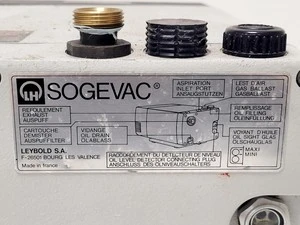 SOGEVAC®
ASPIRATION
INLET PORT
ANSAUGSTUTZEN
LEST D'AIR
GAS BALLAST
GASBALLAST
REFOULEMENT
EXHAUST
AUSPUFF
REMPLISSAGE
OIL FILLING
ÖLEINFÜLLUNG
CARTOUCHE
DEMISTER
AUSPUFFILTER
VIDANGE
OIL DRAIN
ÖLABLASS
VOYANT D'HUILE
OIL SIGHT GLASS
ÖLSCHAUGLAS
MAXI
MINI
LEYBOLD S.A.
F-26501 BOURG LES VALENCE
Made in France
RACCORDEMENT DU DETECTEUR DE NIVEAU
OIL LEVEL DETECTOR CONNECTING PLUG
ANSCHLUSS DES ÖLNIVEAUSCHALTERS